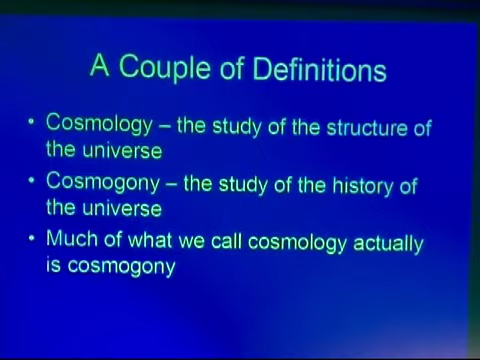 A Couple of Definitions
• Cosmology – the study of the structure of
the universe
• Cosmogony – the study of the history of
the universe
• Much of what we call cosmology actually
is cosmogony